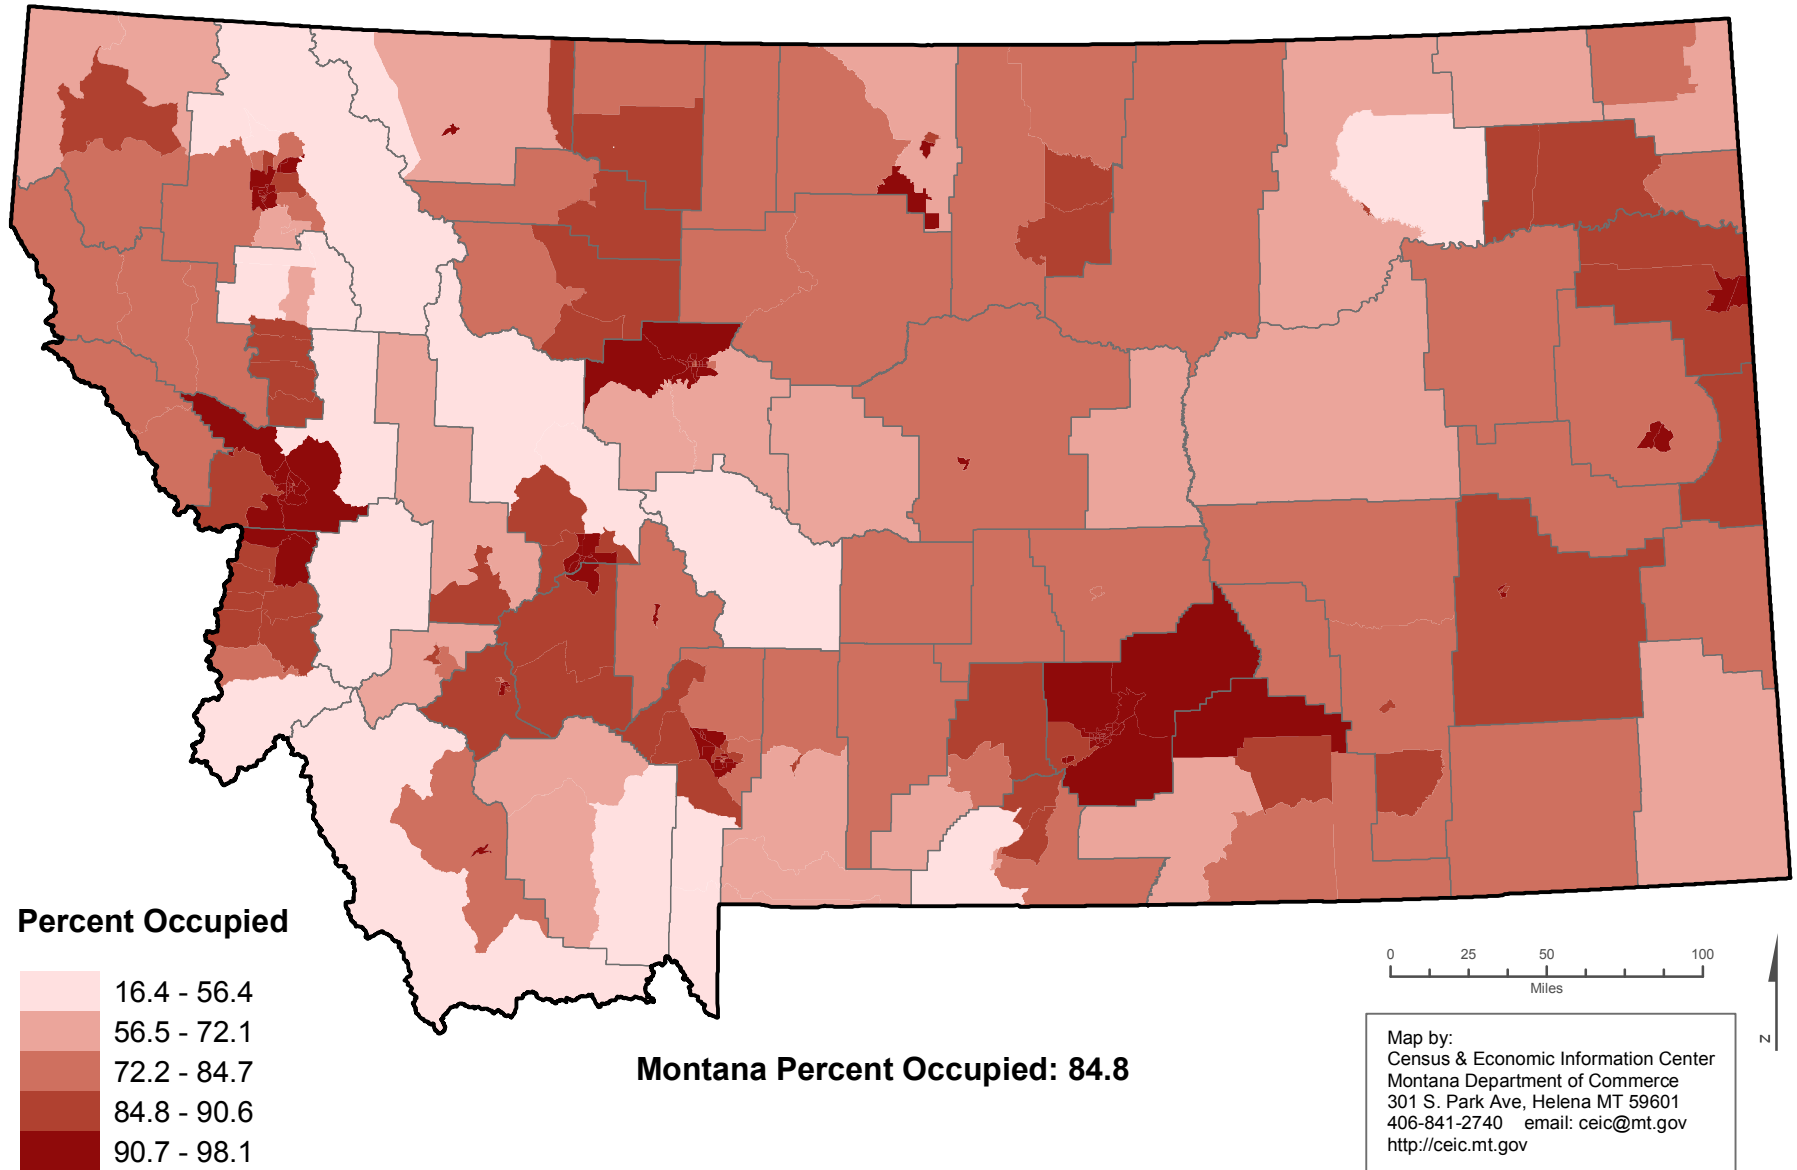 Percent Occupied
16.4 - 56.4
56.5 - 72.1
72.2 - 84.7
84.8 - 90.6
90.7 - 98.1
Montana Percent Occupied: 84.8
0 25 50 100
Miles
N
Map by:
Census & Economic Information Center
Montana Department of Commerce
301 S. Park Ave, Helena MT 59601
406-841-2740 email: ceic@mt.gov
http://ceic.mt.gov